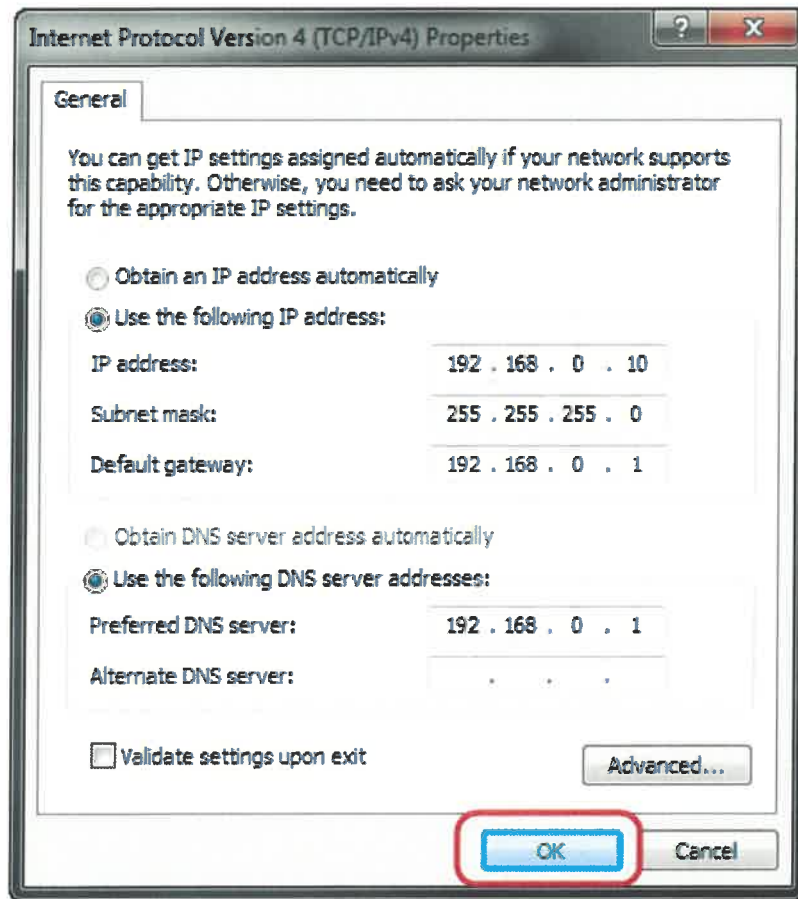 Internet Protocol Version 4 (TCP/IPv4) Properties
?
X
General
You can get IP settings assigned automatically if your network supports
this capability. Otherwise, you need to ask your network administrator
for the appropriate IP settings.
Obtain an IP address automatically
Use the following IP address:
IP address: 192 . 168 . 0 . 10
Subnet mask: 255 . 255 . 255 . 0
Default gateway: 192 . 168 . 0 . 1
Obtain DNS server address automatically
Use the following DNS server addresses:
Preferred DNS server: 192 . 168 . 0 . 1
Alternate DNS server: . . .
Validate settings upon exit
Advanced...
OK Cancel